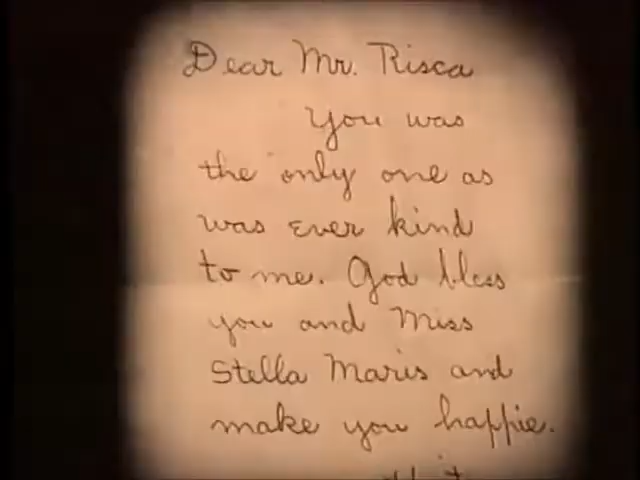 Dear Mr. Risca
You was
the only one as
was ever kind
to me. God bless
you and Miss
Stella Maris and
make you happie.